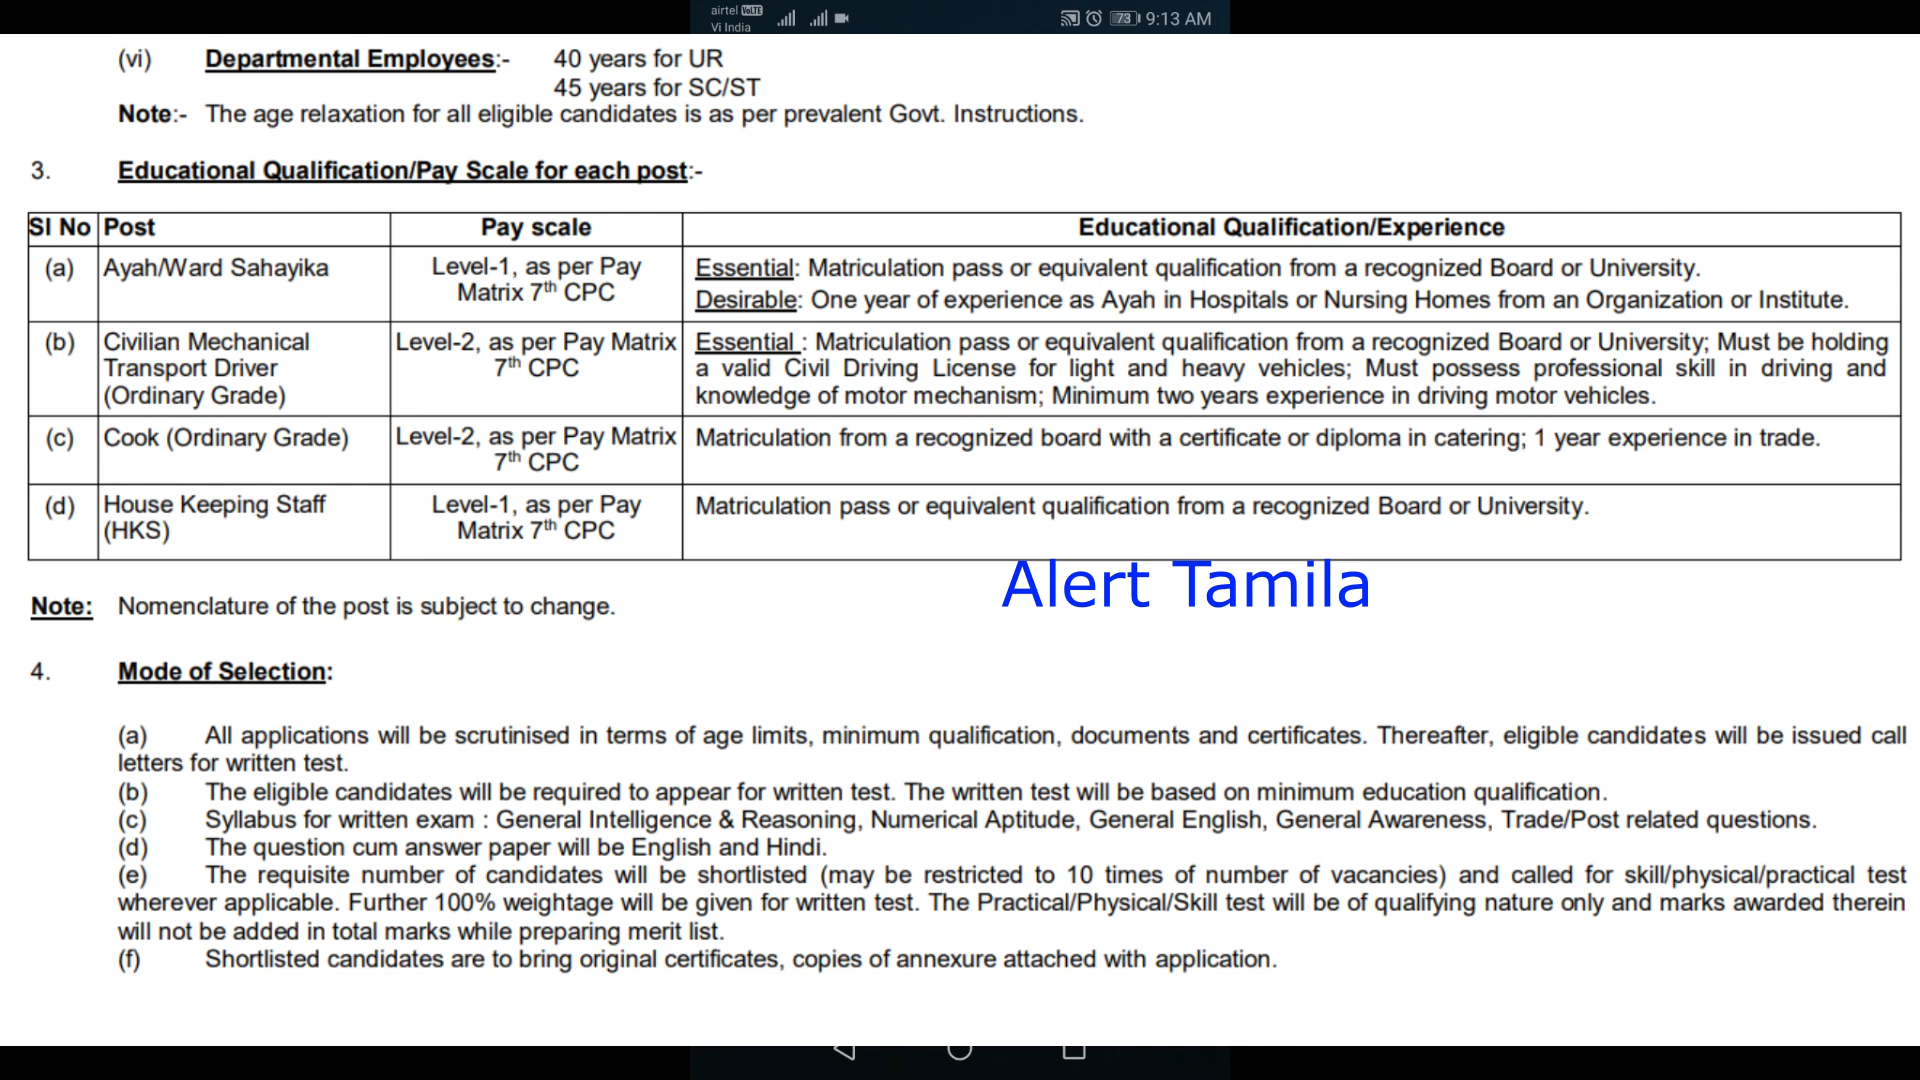 airtel VoLTE
Vi India
73 9:13 AM
(vi) Departmental Employees:- 40 years for UR
45 years for SC/ST
Note:- The age relaxation for all eligible candidates is as per prevalent Govt. Instructions.
3. Educational Qualification/Pay Scale for each post:-
Sl No Post Pay scale Educational Qualification/Experience
(a) Ayah/Ward Sahayika Level-1, as per Pay Essential: Matriculation pass or equivalent qualification from a recognized Board or University.
Matrix 7th CPC Desirable: One year of experience as Ayah in Hospitals or Nursing Homes from an Organization or Institute.
(b) Civilian Mechanical Level-2, as per Pay Matrix Essential : Matriculation pass or equivalent qualification from a recognized Board or University; Must be holding
Transport Driver 7th CPC a valid Civil Driving License for light and heavy vehicles; Must possess professional skill in driving and
(Ordinary Grade) knowledge of motor mechanism; Minimum two years experience in driving motor vehicles.
(c) Cook (Ordinary Grade) Level-2, as per Pay Matrix Matriculation from a recognized board with a certificate or diploma in catering; 1 year experience in trade.
7th CPC
(d) House Keeping Staff Level-1, as per Pay Matriculation pass or equivalent qualification from a recognized Board or University.
(HKS) Matrix 7th CPC
Alert Tamila
Note: Nomenclature of the post is subject to change.
4. Mode of Selection:
(a) All applications will be scrutinised in terms of age limits, minimum qualification, documents and certificates. Thereafter, eligible candidates will be issued call
letters for written test.
(b) The eligible candidates will be required to appear for written test. The written test will be based on minimum education qualification.
(c) Syllabus for written exam : General Intelligence & Reasoning, Numerical Aptitude, General English, General Awareness, Trade/Post related questions.
(d) The question cum answer paper will be English and Hindi.
(e) The requisite number of candidates will be shortlisted (may be restricted to 10 times of number of vacancies) and called for skill/physical/practical test
wherever applicable. Further 100% weightage will be given for written test. The Practical/Physical/Skill test will be of qualifying nature only and marks awarded therein
will not be added in total marks while preparing merit list.
(f) Shortlisted candidates are to bring original certificates, copies of annexure attached with application.